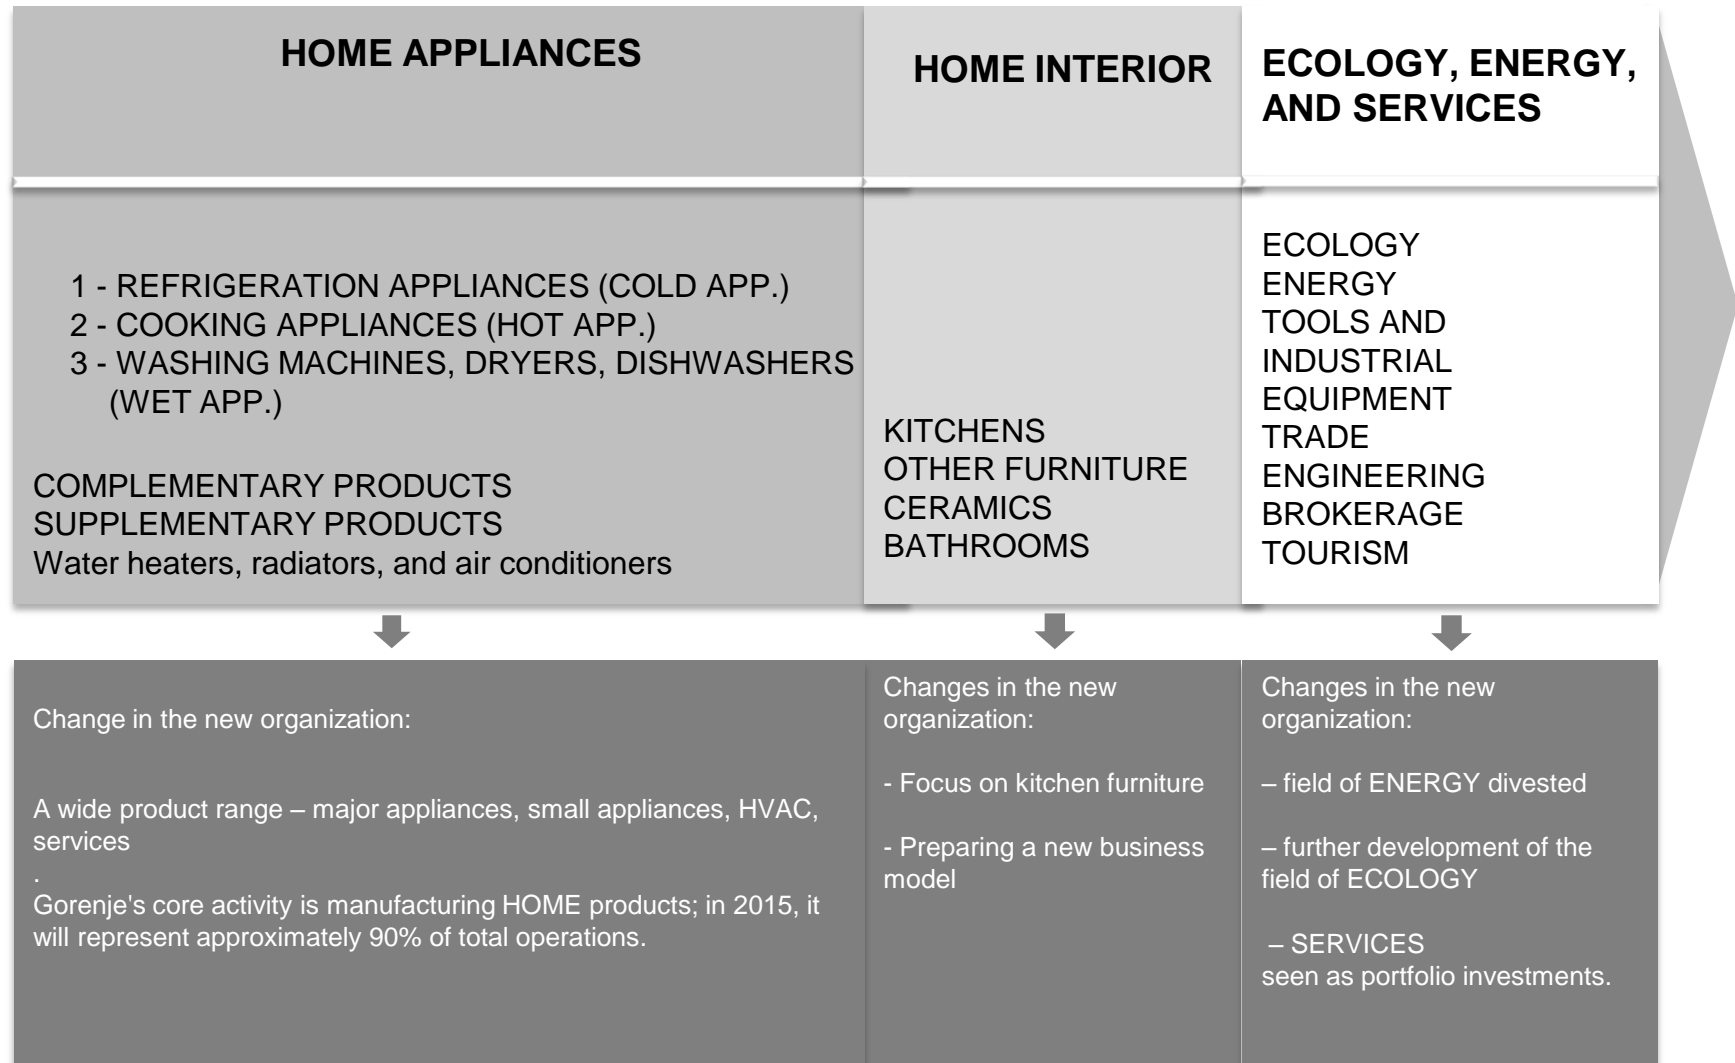 HOME APPLIANCES
1 - REFRIGERATION APPLIANCES (COLD APP.)
2 - COOKING APPLIANCES (HOT APP.)
3 - WASHING MACHINES, DRYERS, DISHWASHERS
(WET APP.)
COMPLEMENTARY PRODUCTS
SUPPLEMENTARY PRODUCTS
Water heaters, radiators, and air conditioners
HOME INTERIOR
KITCHENS
OTHER FURNITURE
CERAMICS
BATHROOMS
ECOLOGY, ENERGY,
AND SERVICES
ECOLOGY
ENERGY
TOOLS AND
INDUSTRIAL
EQUIPMENT
TRADE
ENGINEERING
BROKERAGE
TOURISM
Change in the new organization:
A wide product range – major appliances, small appliances, HVAC,
services
.
Gorenje's core activity is manufacturing HOME products; in 2015, it
will represent approximately 90% of total operations.
Changes in the new
organization:
- Focus on kitchen furniture
- Preparing a new business
model
Changes in the new
organization:
– field of ENERGY divested
– further development of the
field of ECOLOGY
– SERVICES
seen as portfolio investments.